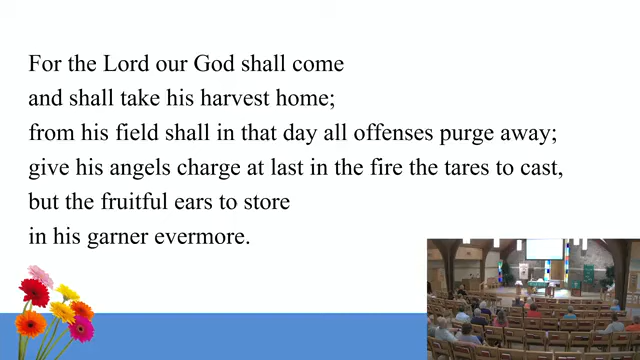 For the Lord our God shall come
and shall take his harvest home;
from his field shall in that day all offenses purge away;
give his angels charge at last in the fire the tares to cast,
but the fruitful ears to store
in his garner evermore.